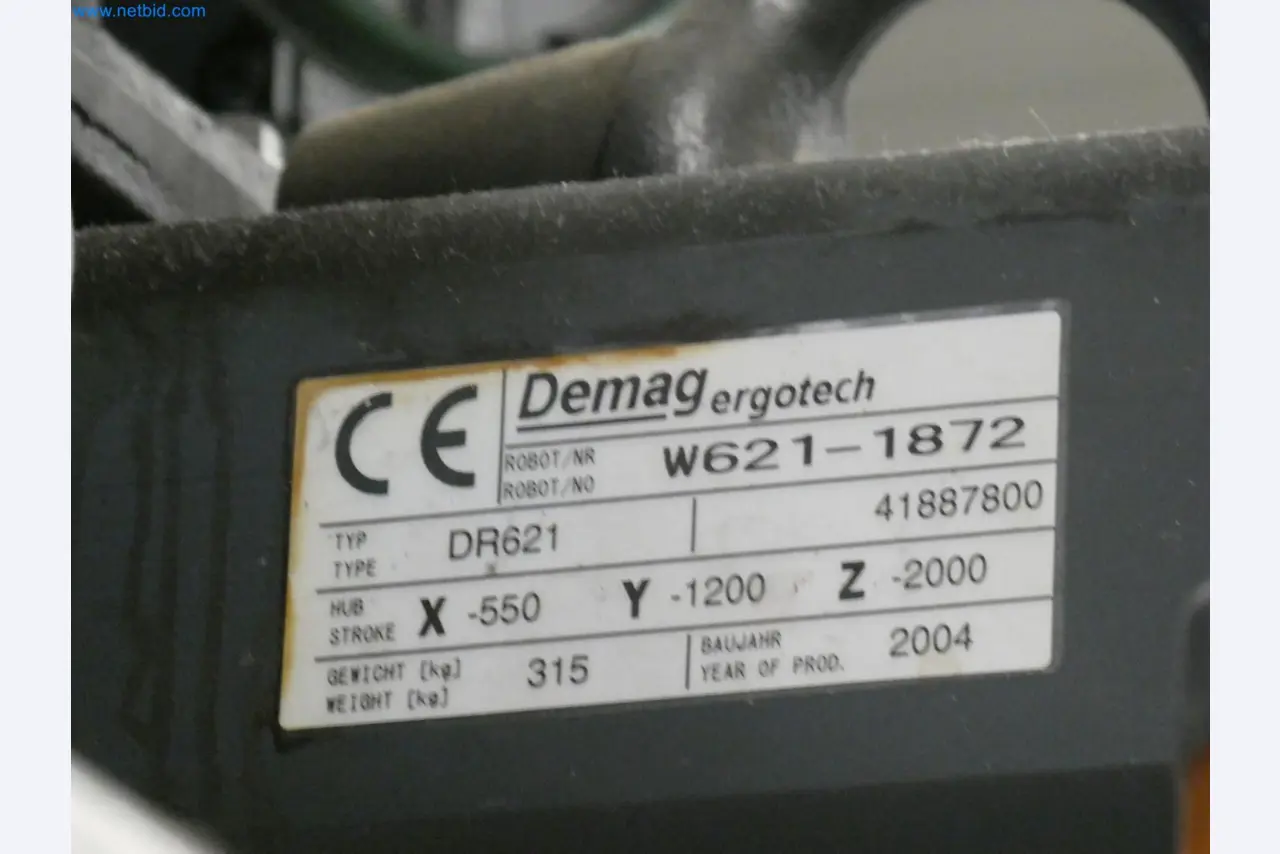 www.netbid.com
CE Demag ergotech
ROBOT/NR
ROBOT/NO W621-1872
TYP
TYPE DR621 41887800
HUB
STROKE X -550 Y -1200 Z -2000
GEWICHT [kg]
WEIGHT [kg] 315
BAUJAHR
YEAR OF PROD. 2004